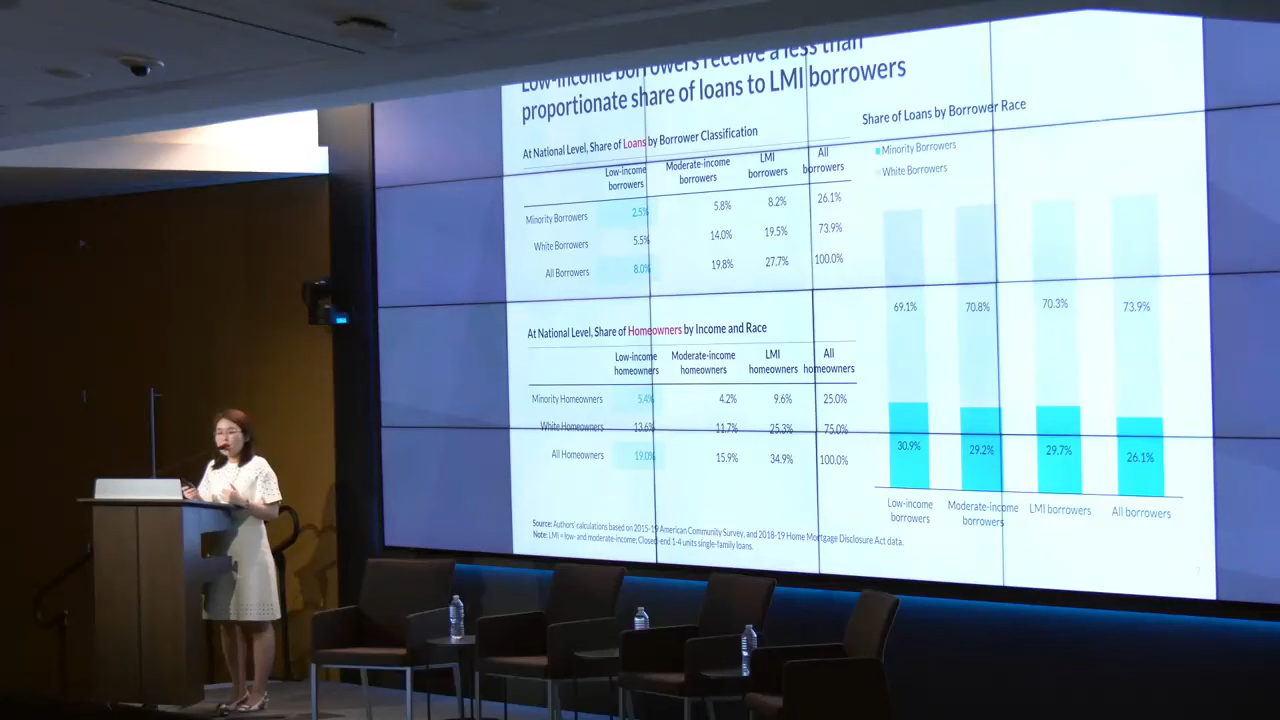 Low-income borrowers receive a less than
proportionate share of loans to LMI borrowers
At National Level, Share of Loans by Borrower Classification
Low-income borrowers Moderate-income borrowers LMI borrowers All borrowers
Minority Borrowers 2.5% 5.8% 8.2% 26.1%
White Borrowers 5.5% 14.0% 19.5% 73.9%
All Borrowers 8.0% 19.8% 27.7% 100.0%
At National Level, Share of Homeowners by Income and Race
Low-income homeowners Moderate-income homeowners LMI homeowners All homeowners
Minority Homeowners 5.4% 4.2% 9.6% 25.0%
White Homeowners 13.6% 11.7% 25.3% 75.0%
All Homeowners 19.0% 15.9% 34.9% 100.0%
Source: Authors' calculations based on 2015-19 American Community Survey, and 2018-19 Home Mortgage Disclosure Act data.
Note: LMI = low- and moderate-income; Closed-end 1-4 units single-family loans.
Share of Loans by Borrower Race
Minority Borrowers
White Borrowers
69.1% 70.8% 70.3% 73.9%
30.9% 29.2% 29.7% 26.1%
Low-income borrowers Moderate-income borrowers LMI borrowers All borrowers
7